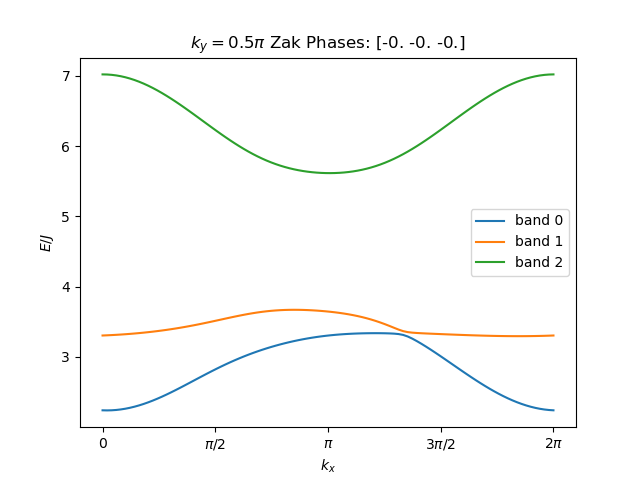 $k_y = 0.5\pi$ Zak Phases: [-0. -0. -0.]
7
6
5
4
3
E/J
band 0
band 1
band 2
0
π/2
π
3π/2
2π
$k_x$